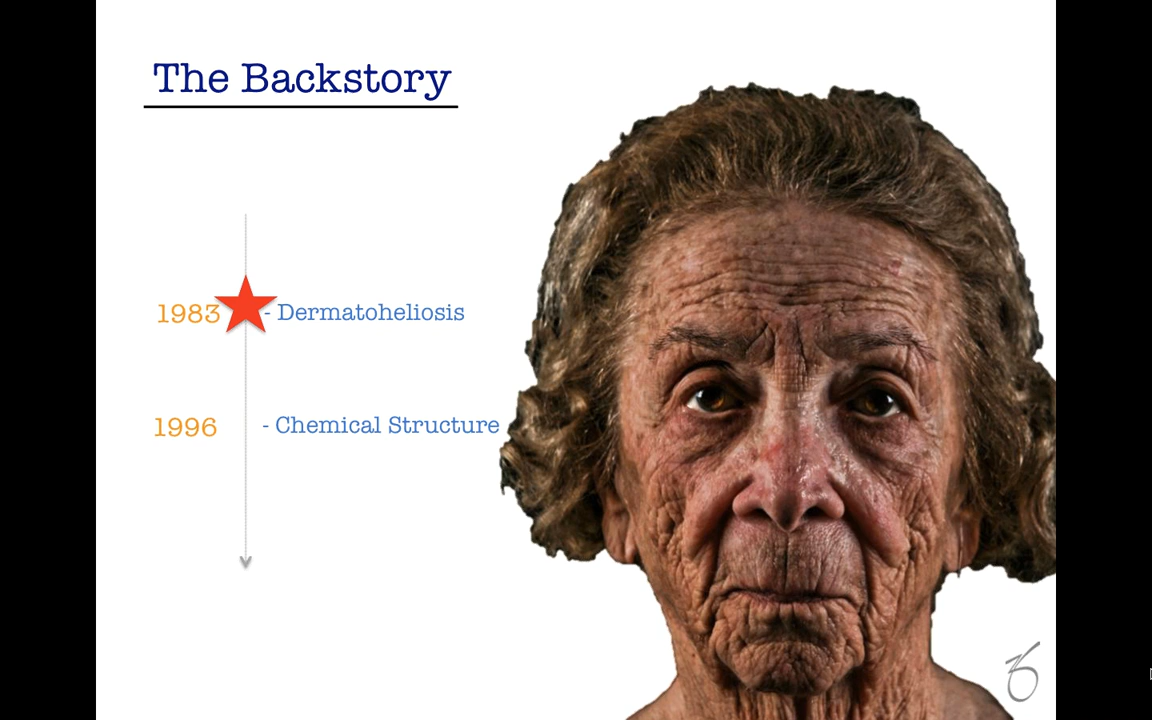 The Backstory
1983 - Dermatoheliosis
1996 - Chemical Structure